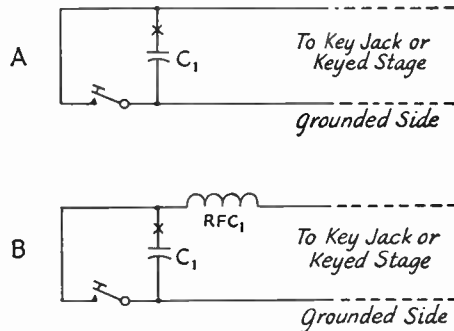 A
C1
To Key Jack or
Keyed Stage
grounded Side
B
RFC1
C1
To Key Jack or
Keyed Stage
Grounded Side